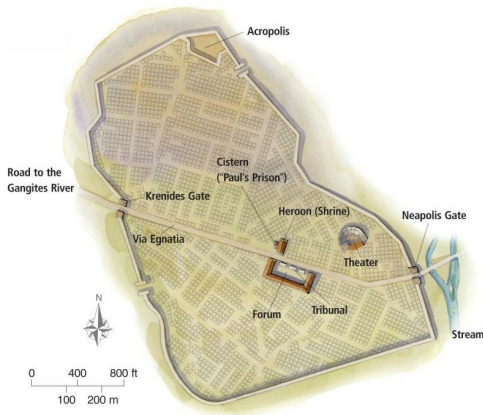 Acropolis
Cistern
("Paul's Prison")
Road to the
Gangites River
Krenides Gate
Heroon (Shrine)
Neapolis Gate
Via Egnatia
Theater
Forum
Tribunal
Stream
N
0 400 800 ft
100 200 m